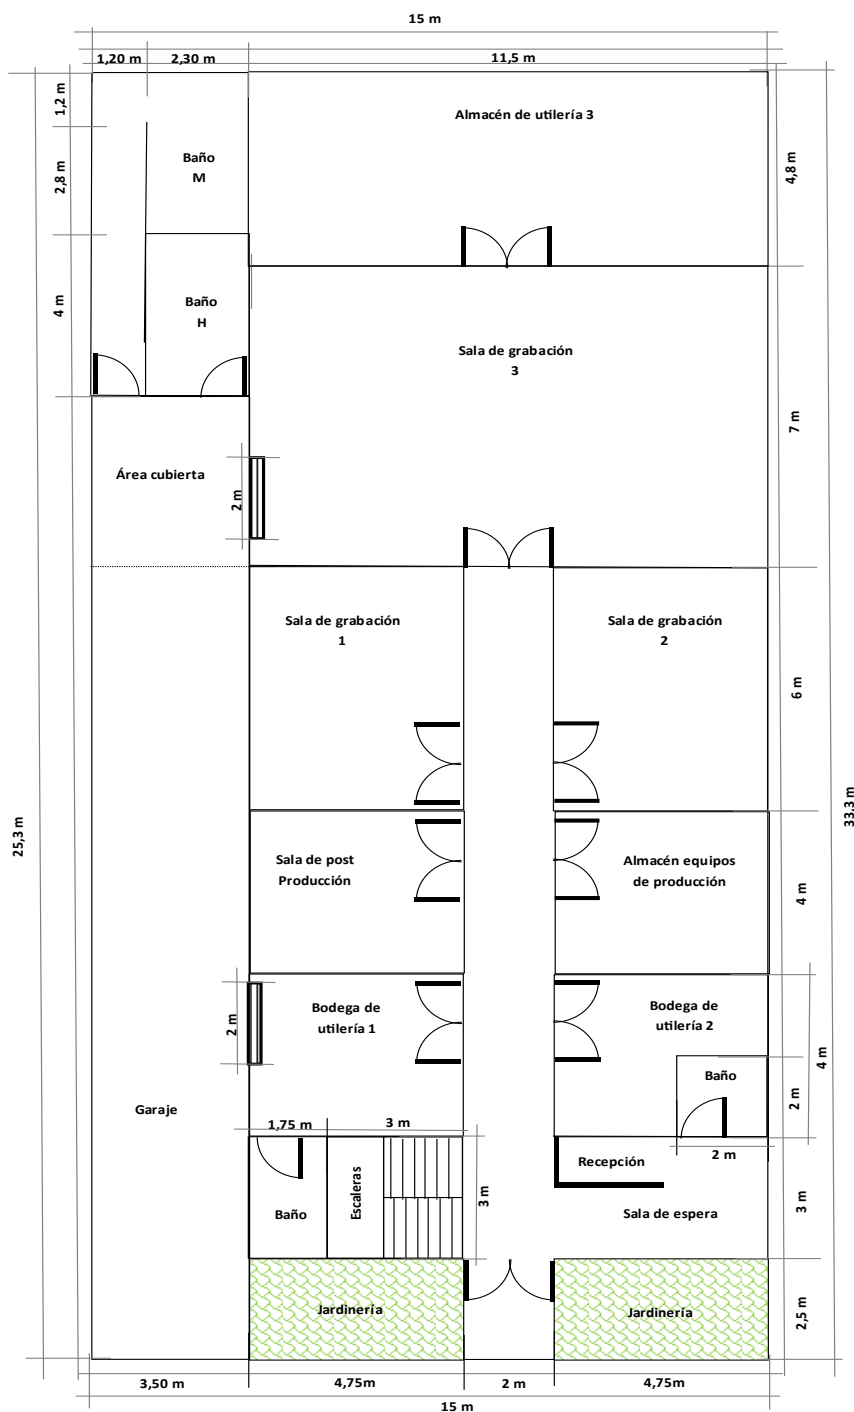 15 m
1,20 m
2,30 m
11,5 m
1,2 m
Almacén de utilería 3
Baño
M
2,8 m
4,8 m
4 m
Baño
H
Sala de grabación
3
7 m
Área cubierta
2 m
Sala de grabación
1
Sala de grabación
2
6 m
25,3 m
33.3 m
Sala de post
Producción
Almacén equipos
de producción
4 m
Bodega de
utilería 1
Bodega de
utilería 2
2 m
4 m
Baño
2 m
Garaje
1,75 m
3 m
2 m
Recepción
Escaleras
3 m
Baño
Sala de espera
3 m
Jardinería
Jardinería
2,5 m
3,50 m
4,75m
2 m
4,75m
15 m